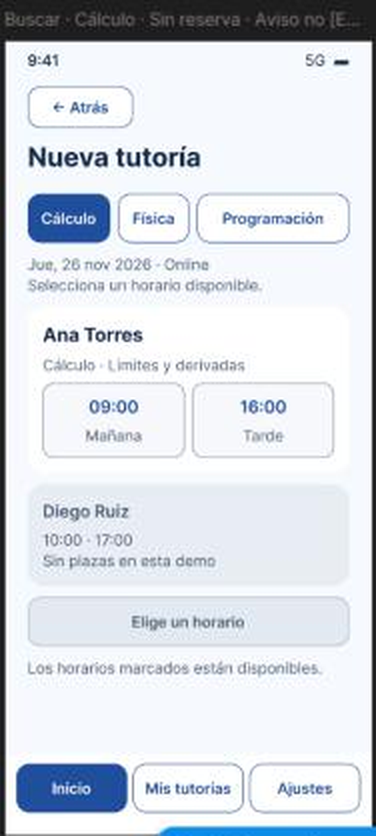 Buscar · Cálculo · Sin reserva · Aviso no [E...
9:41
5G
← Atrás
Nueva tutoría
Cálculo
Física
Programación
Jue, 26 nov 2026 · Online
Selecciona un horario disponible.
Ana Torres
Cálculo · Límites y derivadas
09:00
16:00
Mañana
Tarde
Diego Ruiz
10:00 · 17:00
Sin plazas en esta demo
Elige un horario
Los horarios marcados están disponibles.
Inicio
Mis tutorías
Ajustes